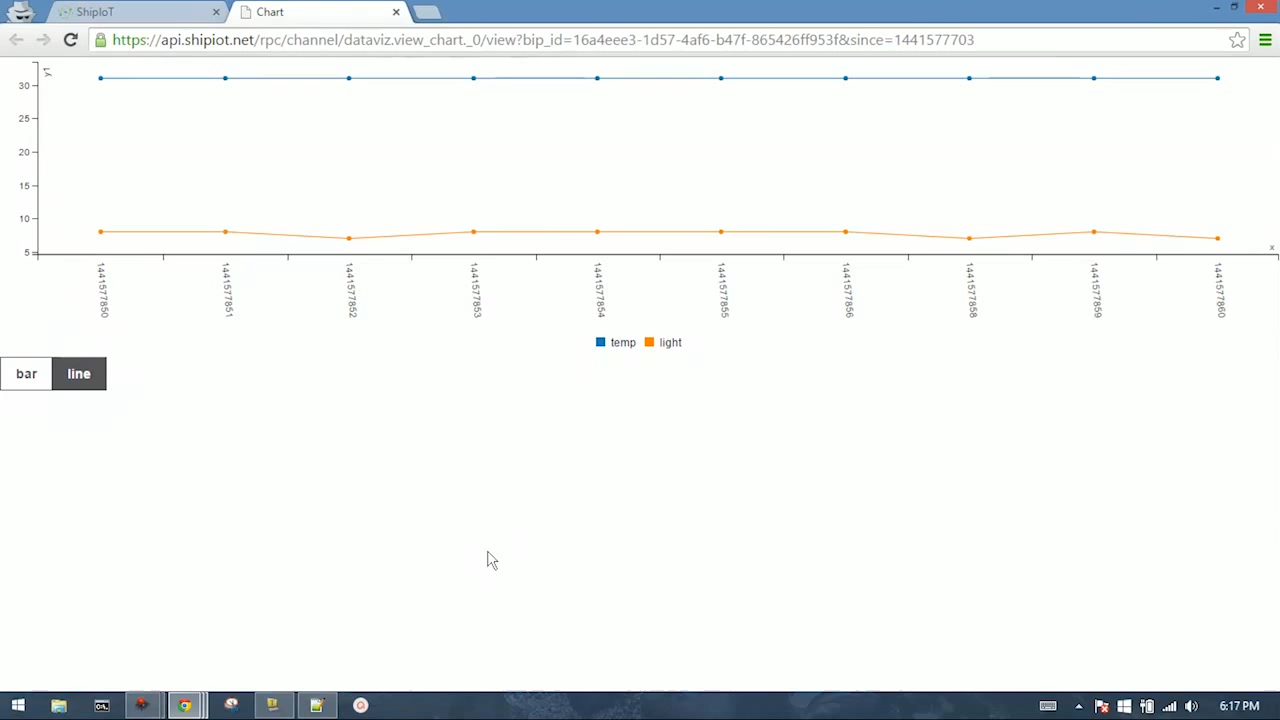 ShipIoT
Chart
https://api.shipiot.net/rpc/channel/dataviz.view_chart._0/view?bip_id=16a4eee3-1d57-4af6-b47f-865426ff953f&since=1441577703
y1
30
25
20
15
10
5
x
1441577850
1441577851
1441577852
1441577853
1441577854
1441577855
1441577856
1441577858
1441577859
1441577860
temp light
bar line
6:17 PM